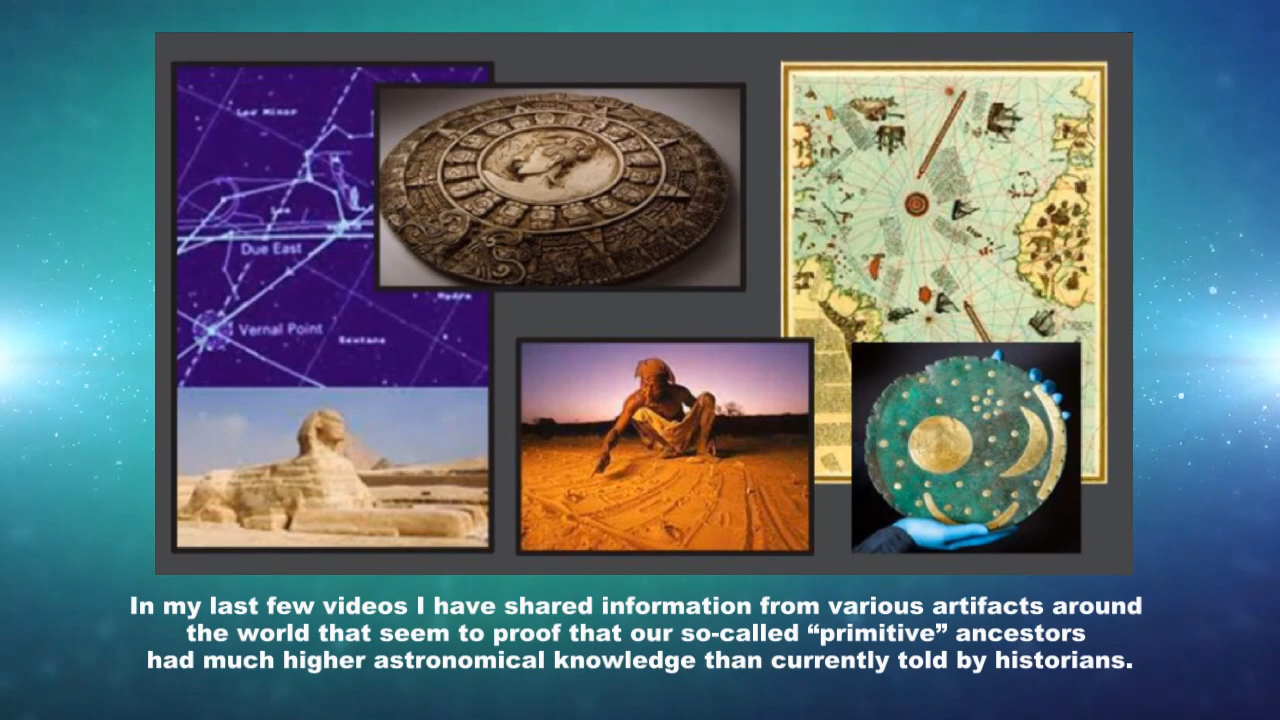 Leo Minor
Leo
Due East
Hydra
Vernal Point
Sextans
In my last few videos I have shared information from various artifacts around
the world that seem to proof that our so-called “primitive” ancestors
had much higher astronomical knowledge than currently told by historians.